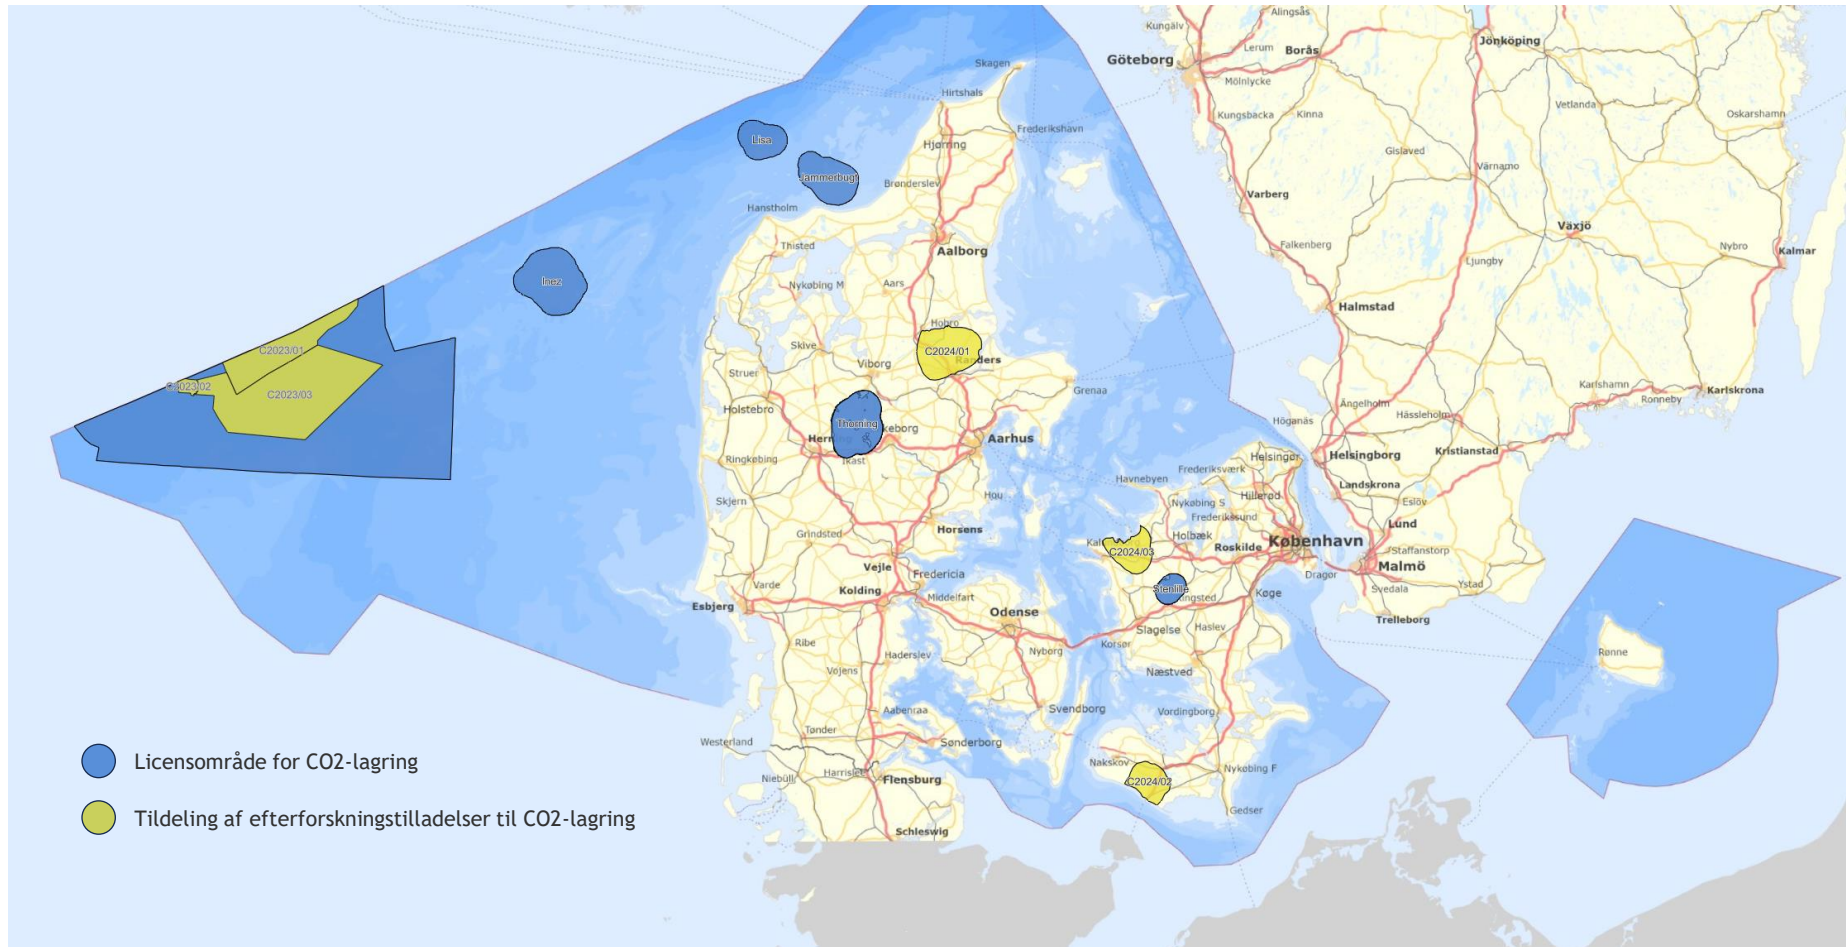 Alingsås
Kungälv
Lerum
Borås
Jönköping
Göteborg
Mölnlycke
Skagen
Hirtshals
Kungsbacka
Kinna
Vetlanda
Oskarshamn
Frederikshavn
Lisa
Hjørring
Gislaved
Värnamo
Jammerbugt
Brønderslev
Varberg
Hanstholm
Växjö
Thisted
Aalborg
Falkenberg
Nybro
Kalmar
Ljungby
Inez
Nykøbing M
Aars
Halmstad
Hobro
C2023/01
Skive
C2024/01
Randers
Viborg
Struer
C2023/02
C2023/03
Grenaa
Karlshamn
Karlskrona
Ronneby
Holstebro
Ängelholm
Hässleholm
Höganäs
Thorning
keborg
Hern
Aarhus
Ikast
Ringkøbing
Helsingør
Helsingborg
Kristianstad
Frederiksværk
Havnebyen
Landskrona
Hou
Hillerød
Eslöv
Skjern
Nykøbing S
Frederikssund
Lund
Horsens
Grindsted
Kal
Holbæk
København
Roskilde
C2024/03
Staffanstorp
Malmö
Vejle
Fredericia
Dragør
Varde
Kolding
Middelfart
Stenlille
ingsted
Køge
Svedala
Ystad
Esbjerg
Odense
Trelleborg
Slagelse
Haslev
Ribe
Korsør
Nyborg
Rønne
Haderslev
Vojens
Næstved
Aabenraa
Svendborg
Vordingborg
Tønder
Westerland
Sønderborg
Nakskov
Nykøbing F
Niebüll
Harrislee
Flensburg
C2024/02
Gedser
Schleswig
Licensområde for CO2-lagring
Tildeling af efterforskningstilladelser til CO2-lagring